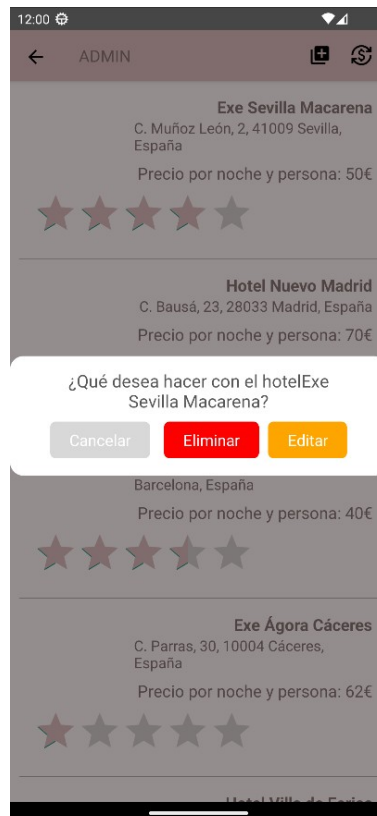 12:00
ADMIN
Exe Sevilla Macarena
C. Muñoz León, 2, 41009 Sevilla,
España
Precio por noche y persona: 50€
Hotel Nuevo Madrid
C. Bausá, 23, 28033 Madrid, España
Precio por noche y persona: 70€
¿Qué desea hacer con el hotelExe
Sevilla Macarena?
Cancelar Eliminar Editar
Barcelona, España
Precio por noche y persona: 40€
Exe Ágora Cáceres
C. Parras, 30, 10004 Cáceres,
España
Precio por noche y persona: 62€